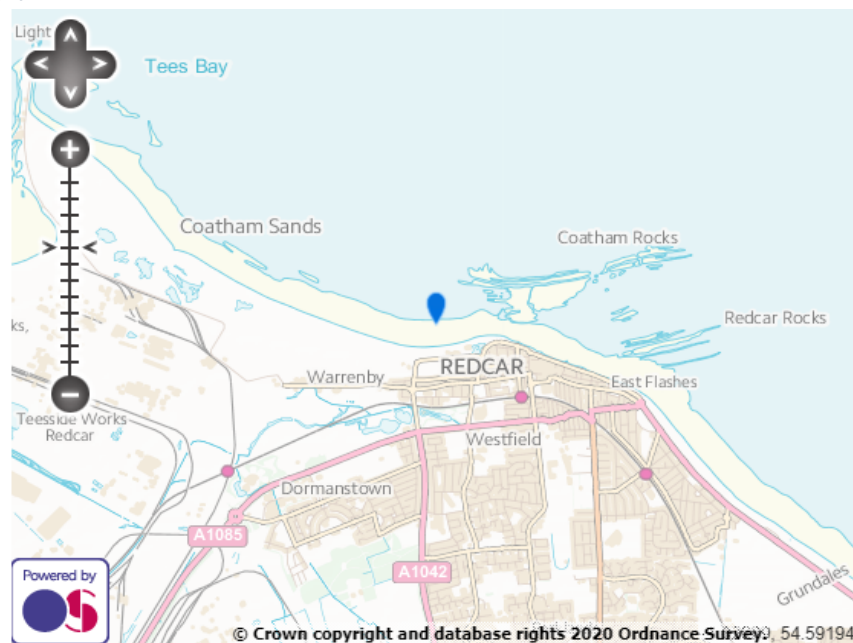 Light
Tees Bay
Coatham Sands
Coatham Rocks
Redcar Rocks
ks,
REDCAR
Warrenby
East Flashes
Teesside Works
Redcar
Westfield
Dormanstown
A1085
A1042
Grundales
Powered by
OS
© Crown copyright and database rights 2020 Ordnance Survey.
, 54.59194